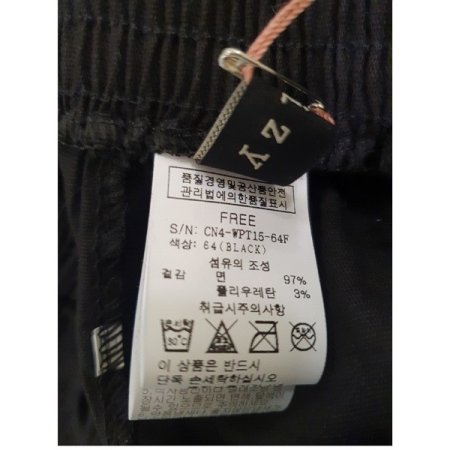 ZY
품질경영및공산품안전
관리법에의한품질표시
FREE
S/N: CN4-WPT15-64F
색상: 64(BLACK)
섬유의 조성
겉감 면 97%
폴리우레탄 3%
취급시주의사항
30℃
이 상품은 반드시
단독 손세탁하십시오